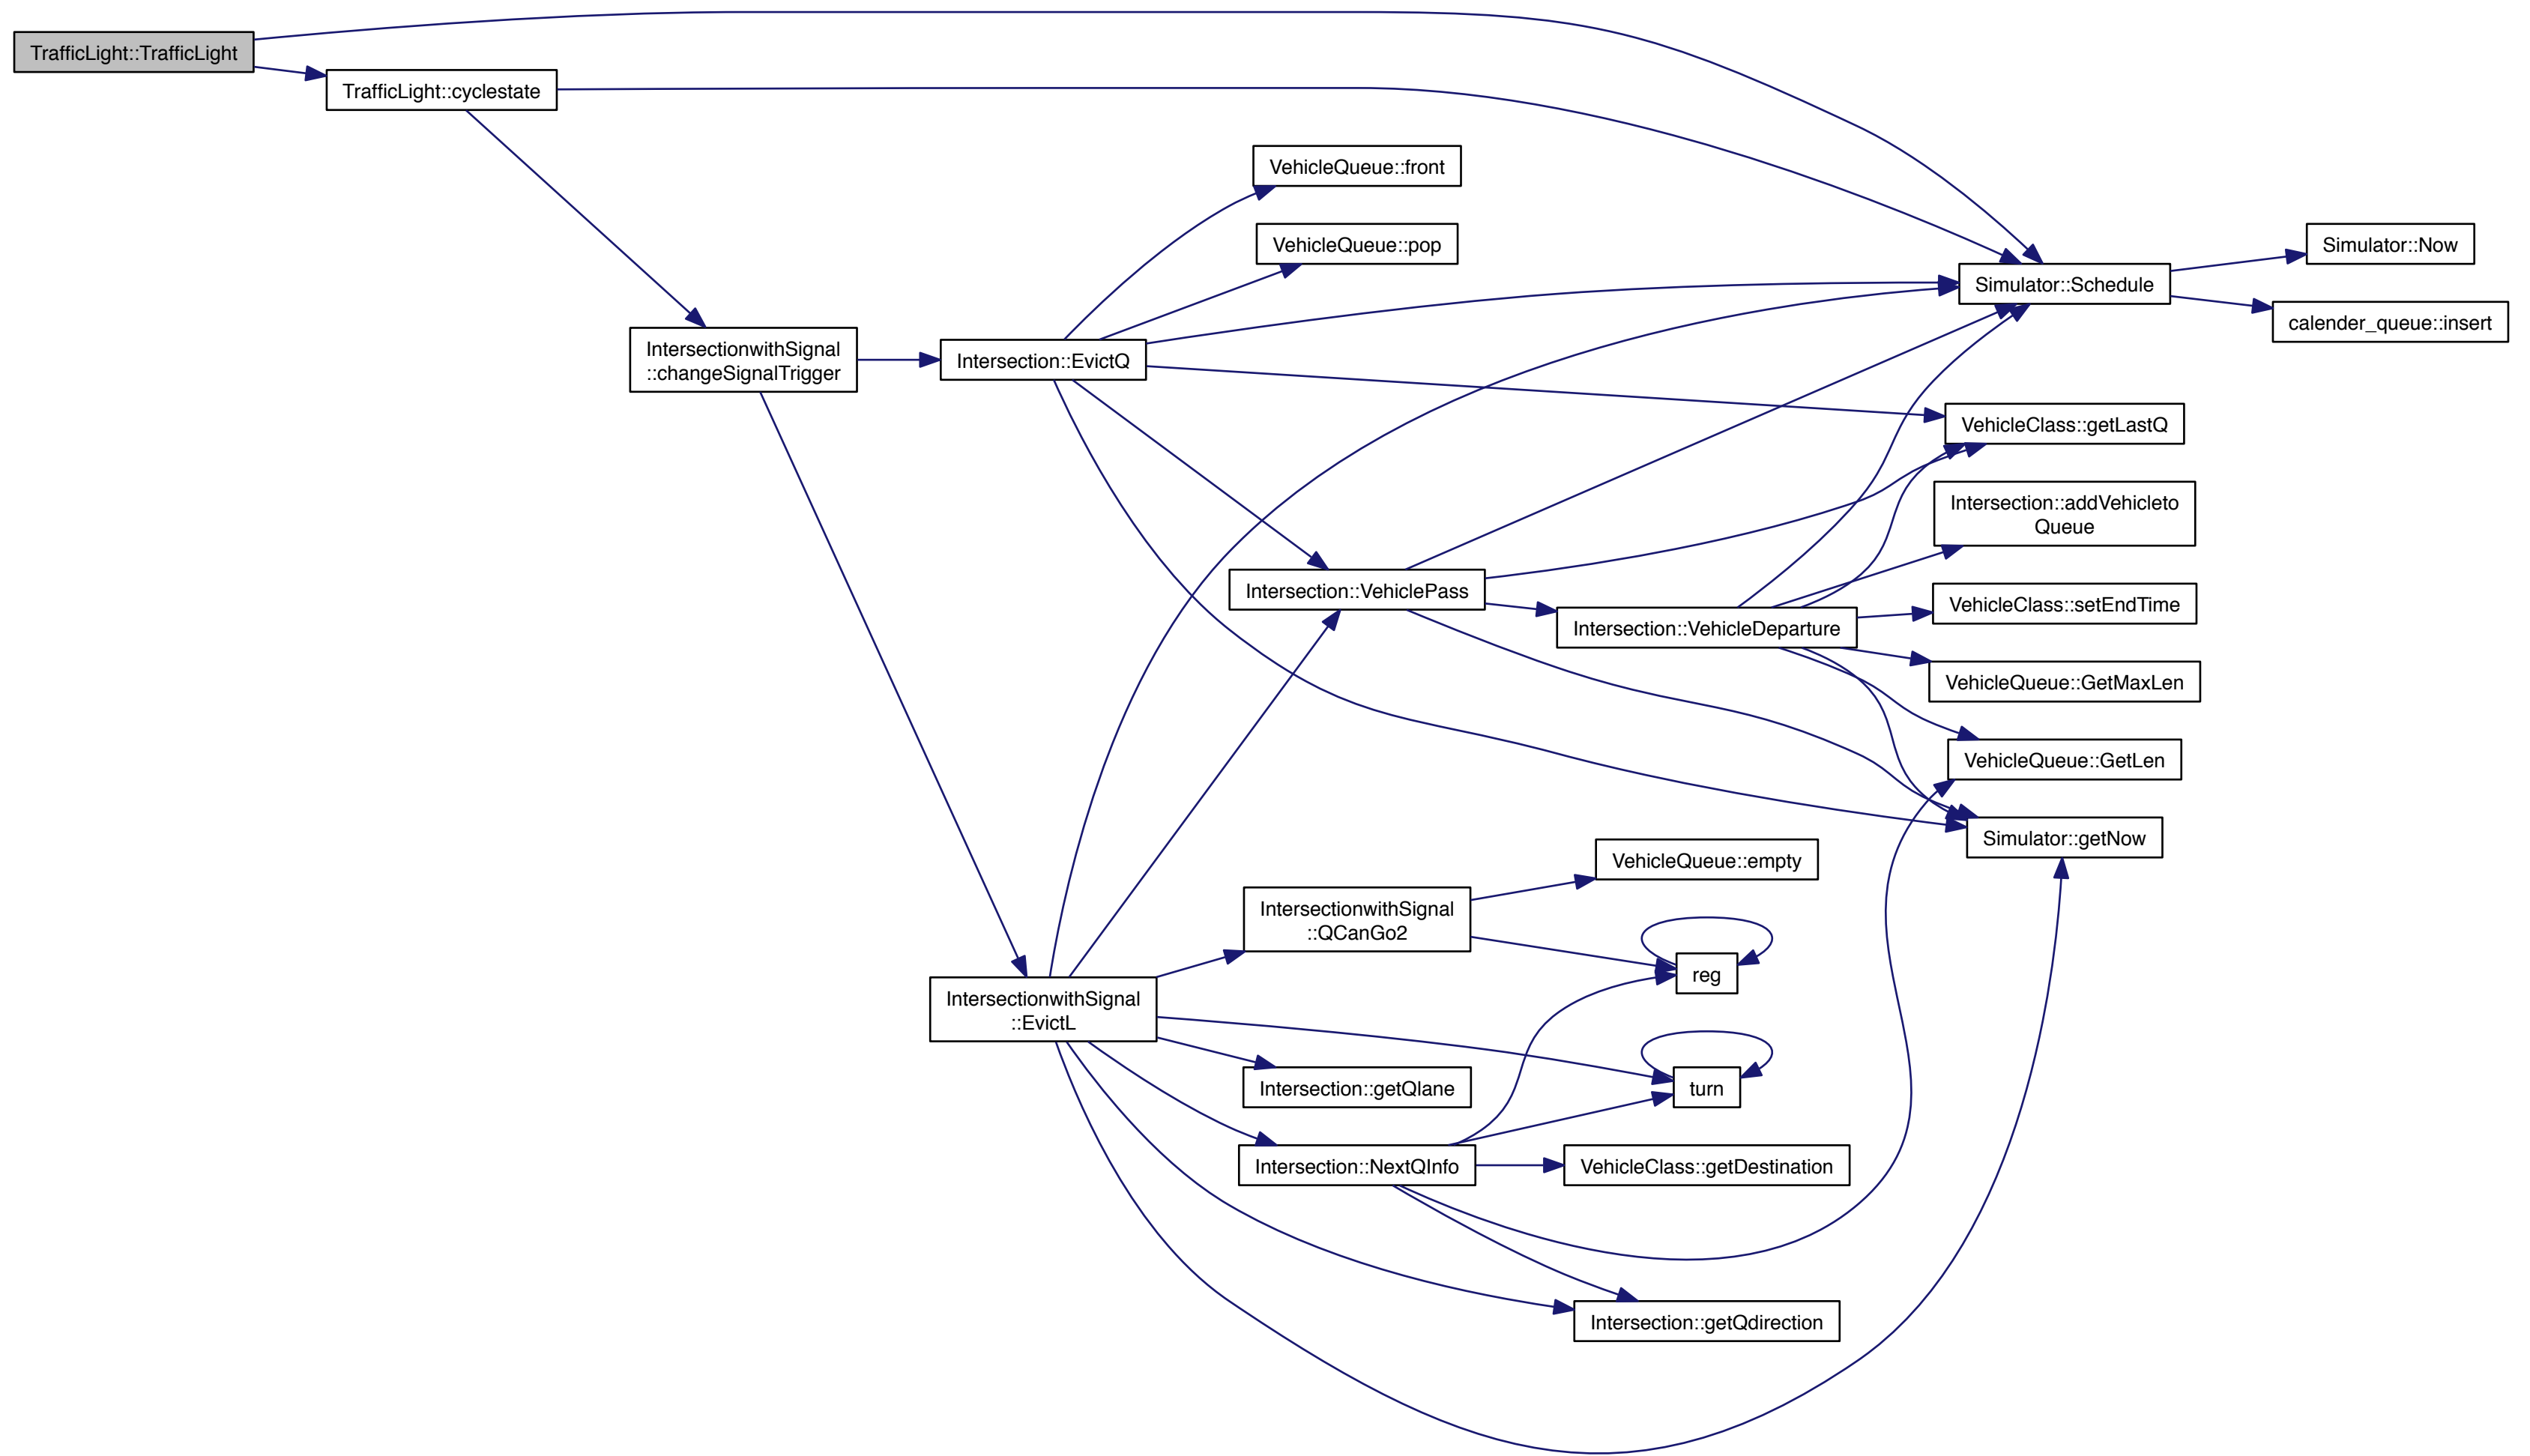 TrafficLight::TrafficLight
TrafficLight::cyclestate
VehicleQueue::front
VehicleQueue::pop
Simulator::Now
Simulator::Schedule
calender_queue::insert
IntersectionwithSignal
::changeSignalTrigger
Intersection::EvictQ
VehicleClass::getLastQ
Intersection::addVehicleto
Queue
Intersection::VehiclePass
VehicleClass::setEndTime
Intersection::VehicleDeparture
VehicleQueue::GetMaxLen
VehicleQueue::GetLen
Simulator::getNow
VehicleQueue::empty
IntersectionwithSignal
::QCanGo2
reg
IntersectionwithSignal
::EvictL
Intersection::getQlane
turn
Intersection::NextQInfo
VehicleClass::getDestination
Intersection::getQdirection